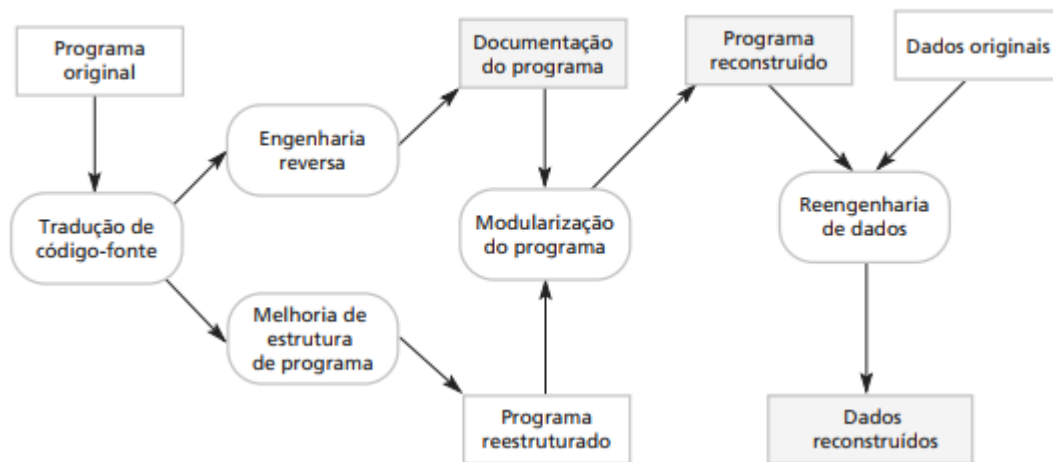 Programa
original
Documentação
do programa
Programa
reconstruído
Dados originais
Engenharia
reversa
Tradução de
código-fonte
Modularização
do programa
Reengenharia
de dados
Melhoria de
estrutura
de programa
Programa
reestruturado
Dados
reconstruídos